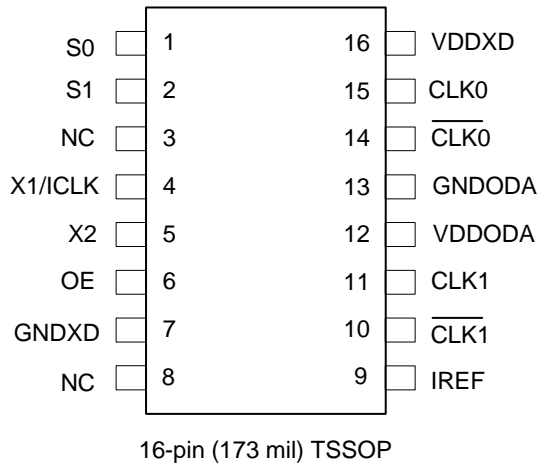 S0 1 16 VDDXD
S1 2 15 CLK0
NC 3 14 CLK0
X1/ICLK 4 13 GNDODA
X2 5 12 VDDODA
OE 6 11 CLK1
GNDXD 7 10 CLK1
NC 8 9 IREF
16-pin (173 mil) TSSOP